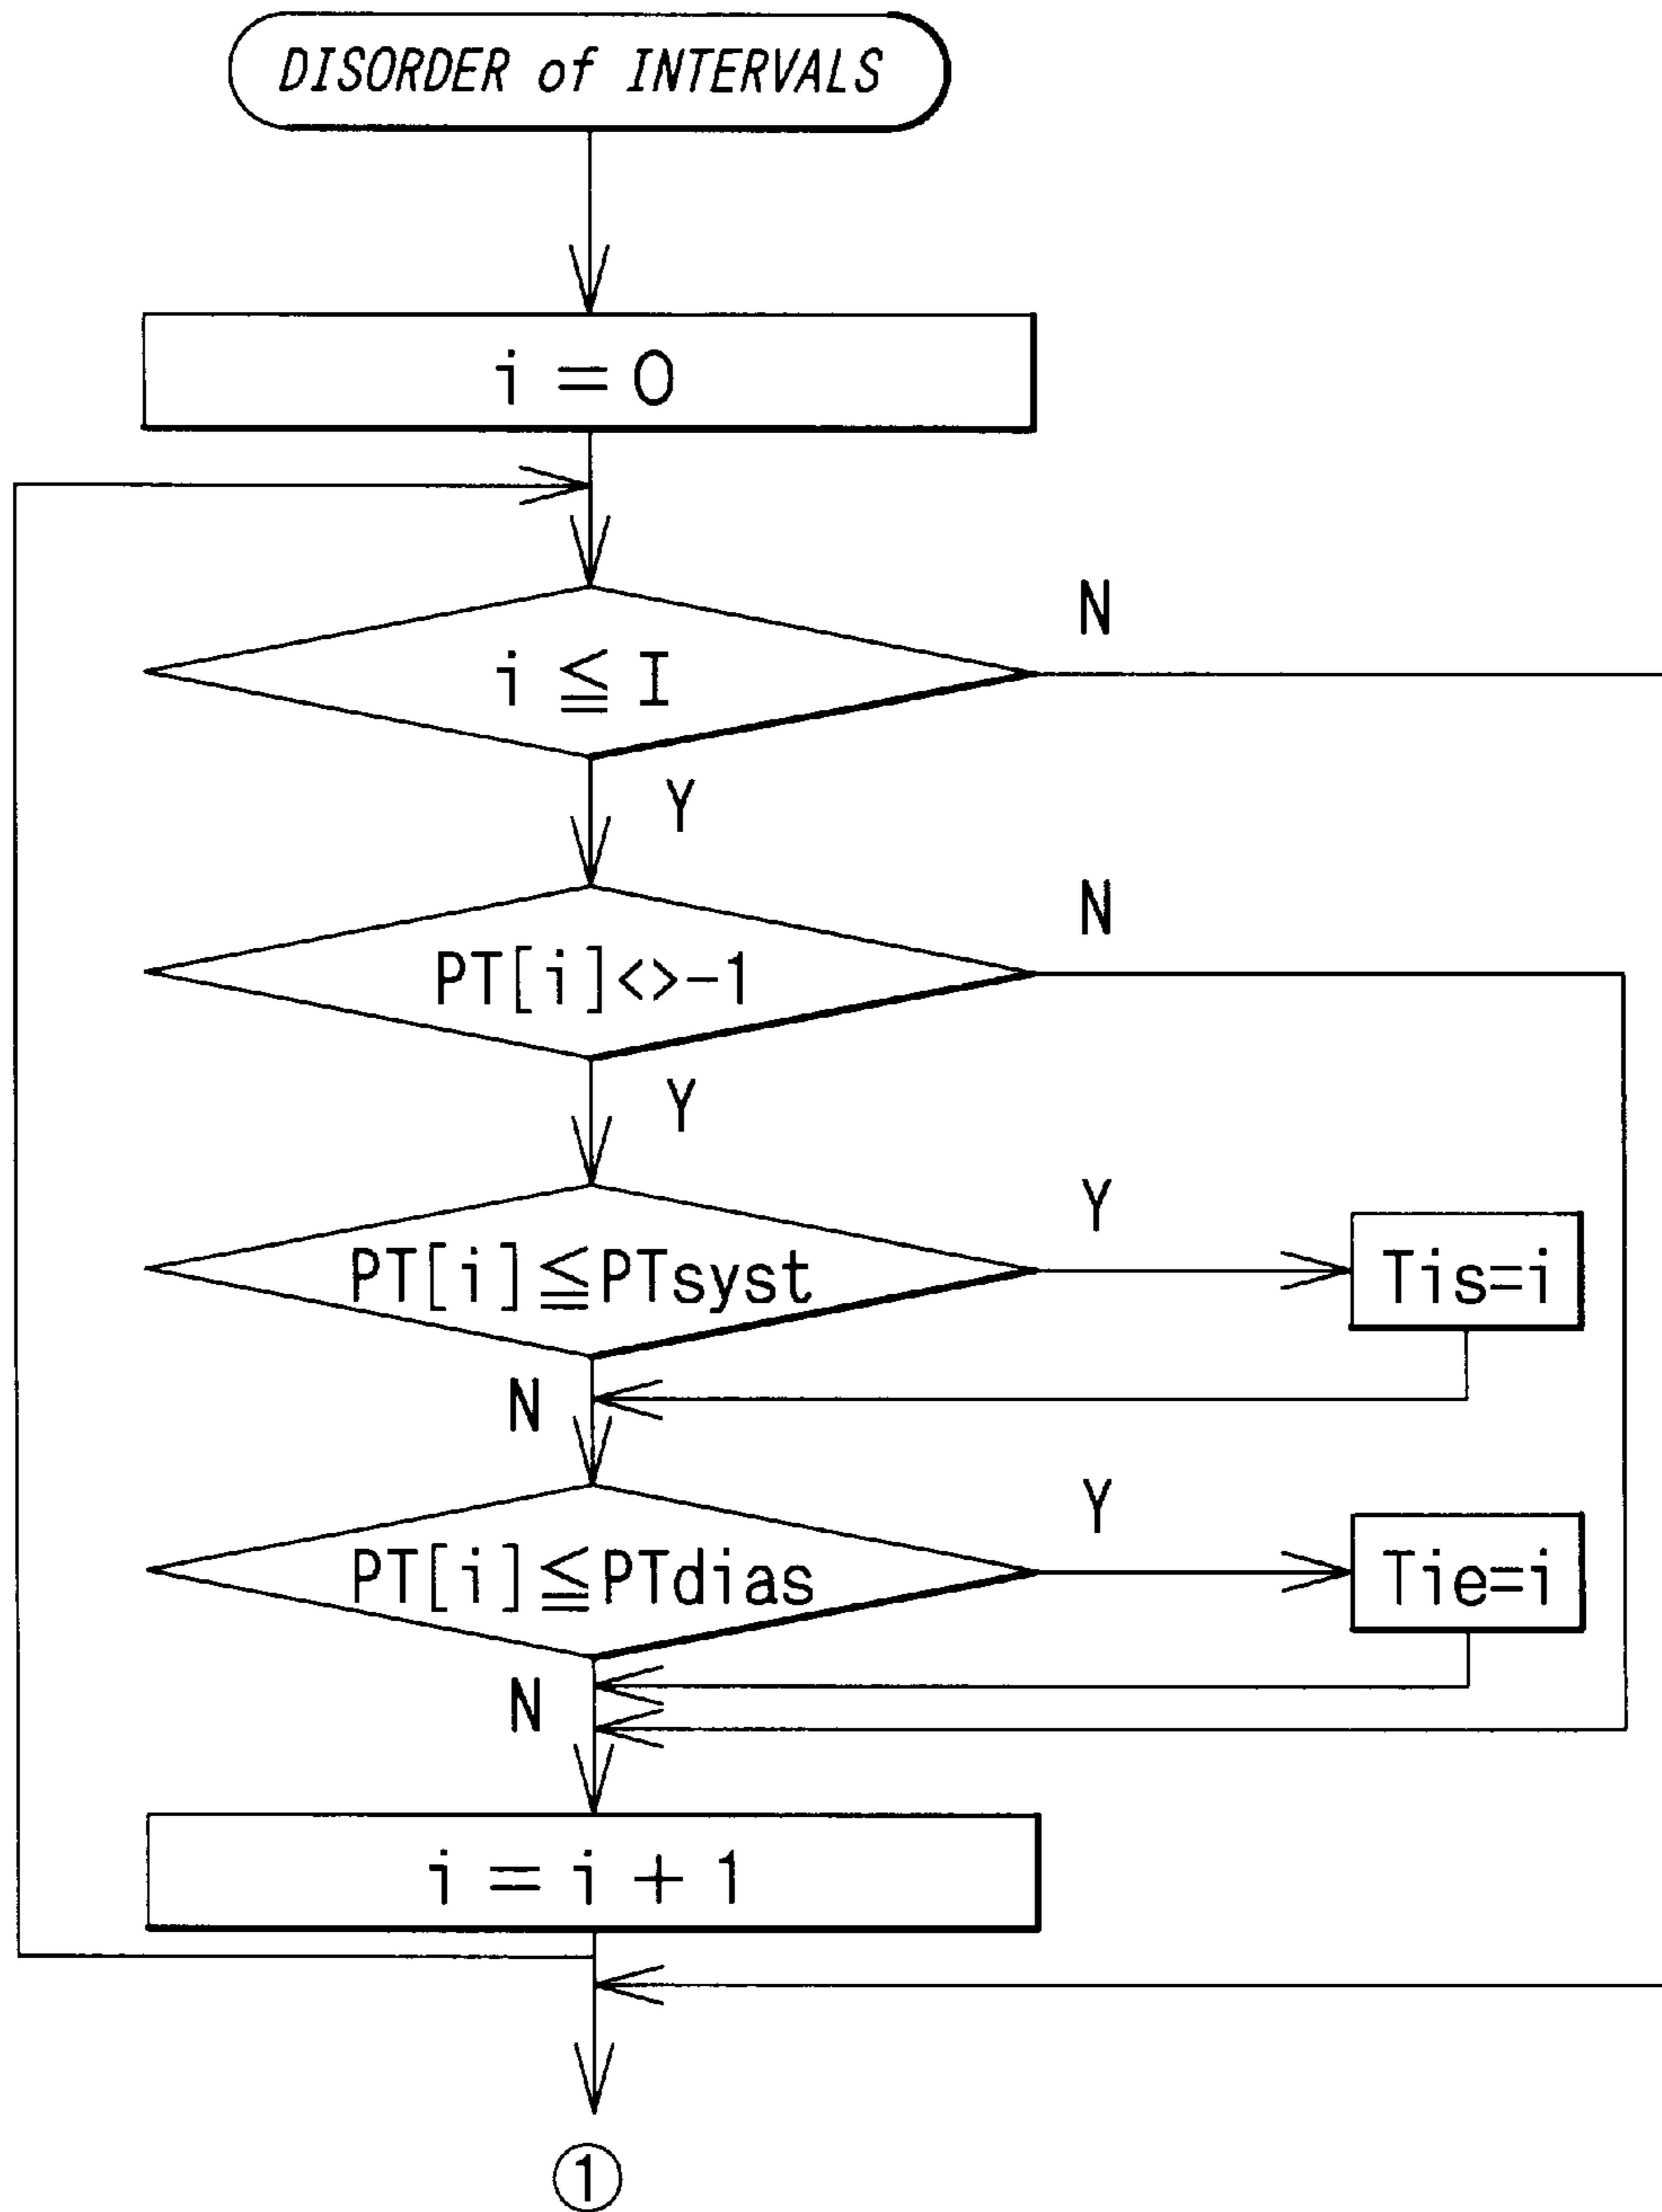 DISORDER of INTERVALS
i = 0
N
i ≦ I
Y
N
PT[i]<>-1
Y
Y
PT[i]≦PTsyst
Tis=i
N
Y
PT[i]≦PTdias
Tie=i
N
i = i + 1
①